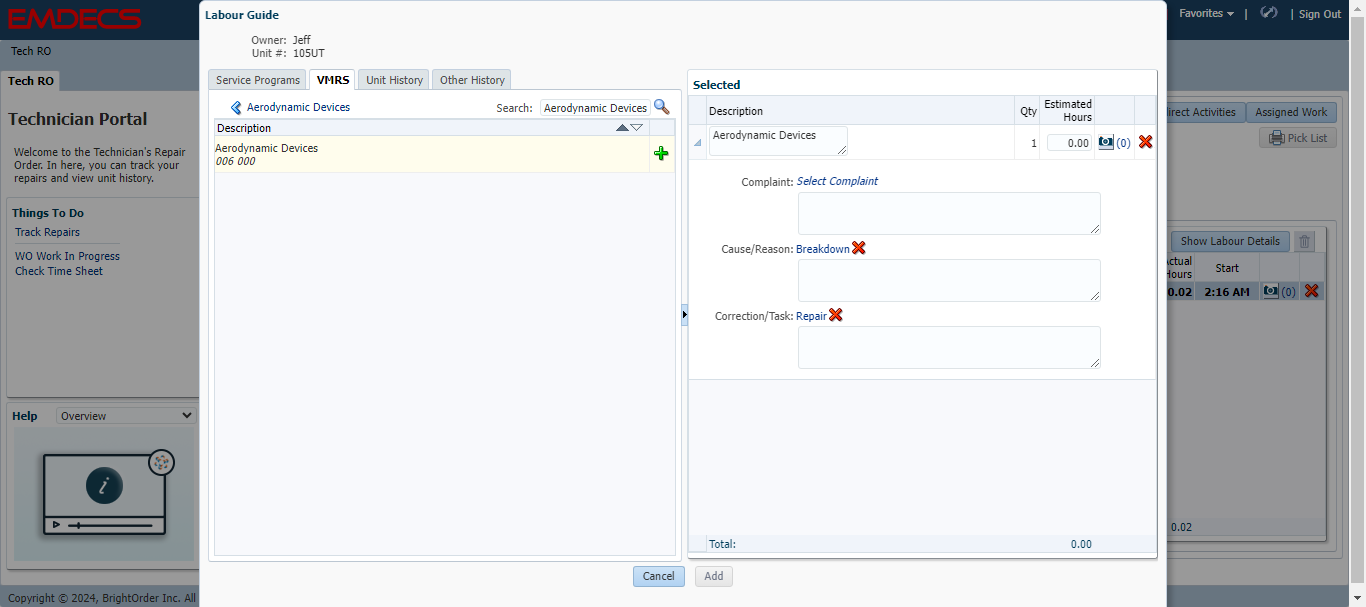 EMDECS
Favorites | | Sign Out
Tech RO
Tech RO
Technician Portal
Welcome to the Technician's Repair
Order. In here, you can track your
repairs and view unit history.
Things To Do
Track Repairs
WO Work In Progress
Check Time Sheet
Help Overview
i
Copyright © 2024, BrightOrder Inc. All
Labour Guide
Owner: Jeff
Unit #: 105UT
Service Programs VMRS Unit History Other History
Aerodynamic Devices Search: Aerodynamic Devices
Description
Aerodynamic Devices
006 000
Selected
Description Qty Estimated
Hours
Aerodynamic Devices 1 0.00 (0)
Complaint: Select Complaint
Cause/Reason: Breakdown
Correction/Task: Repair
Total: 0.00
Cancel Add
irect Activities Assigned Work
Pick List
Show Labour Details
ctual
Hours Start
0.02 2:16 AM (0)
0.02